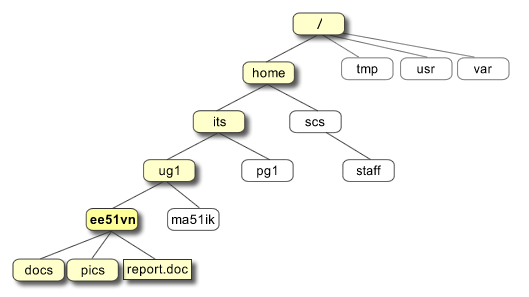 /
home
tmp
usr
var
its
scs
ug1
pg1
staff
ee51vn
ma51ik
docs
pics
report.doc